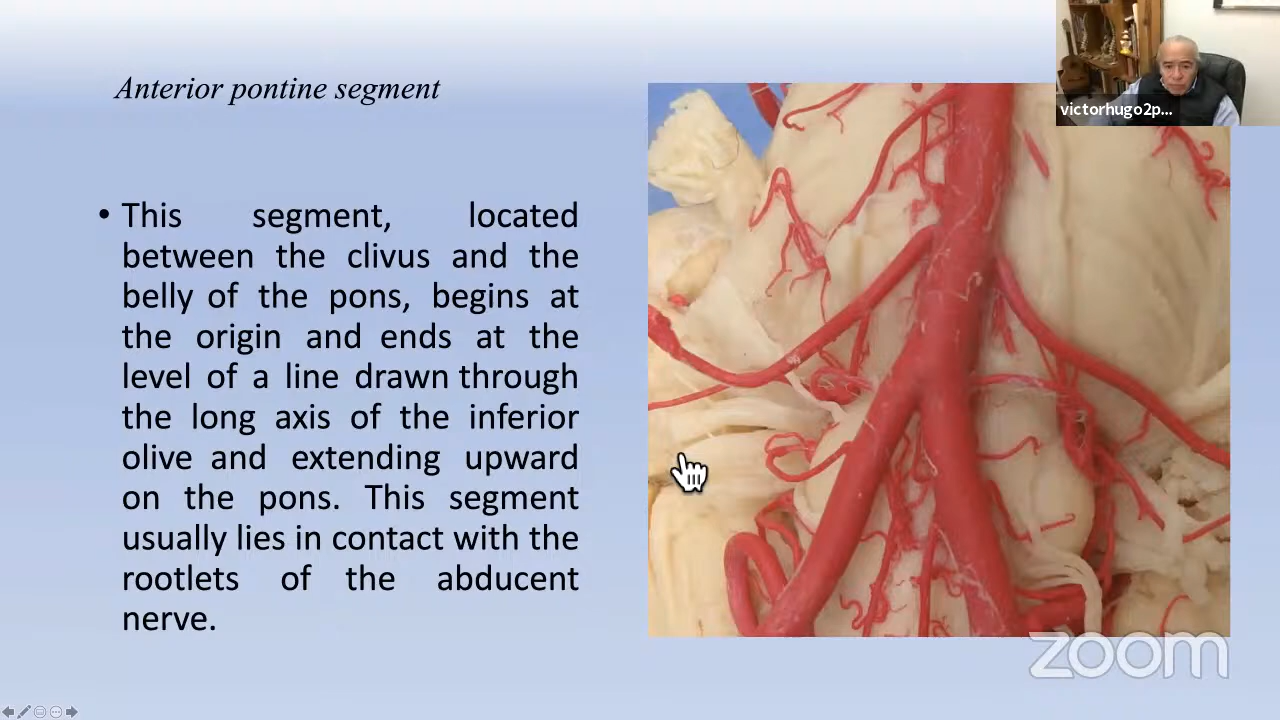 Anterior pontine segment
victorhugo2p...
• This segment, located
between the clivus and the
belly of the pons, begins at
the origin and ends at the
level of a line drawn through
the long axis of the inferior
olive and extending upward
on the pons. This segment
usually lies in contact with the
rootlets of the abducent
nerve.
zoom